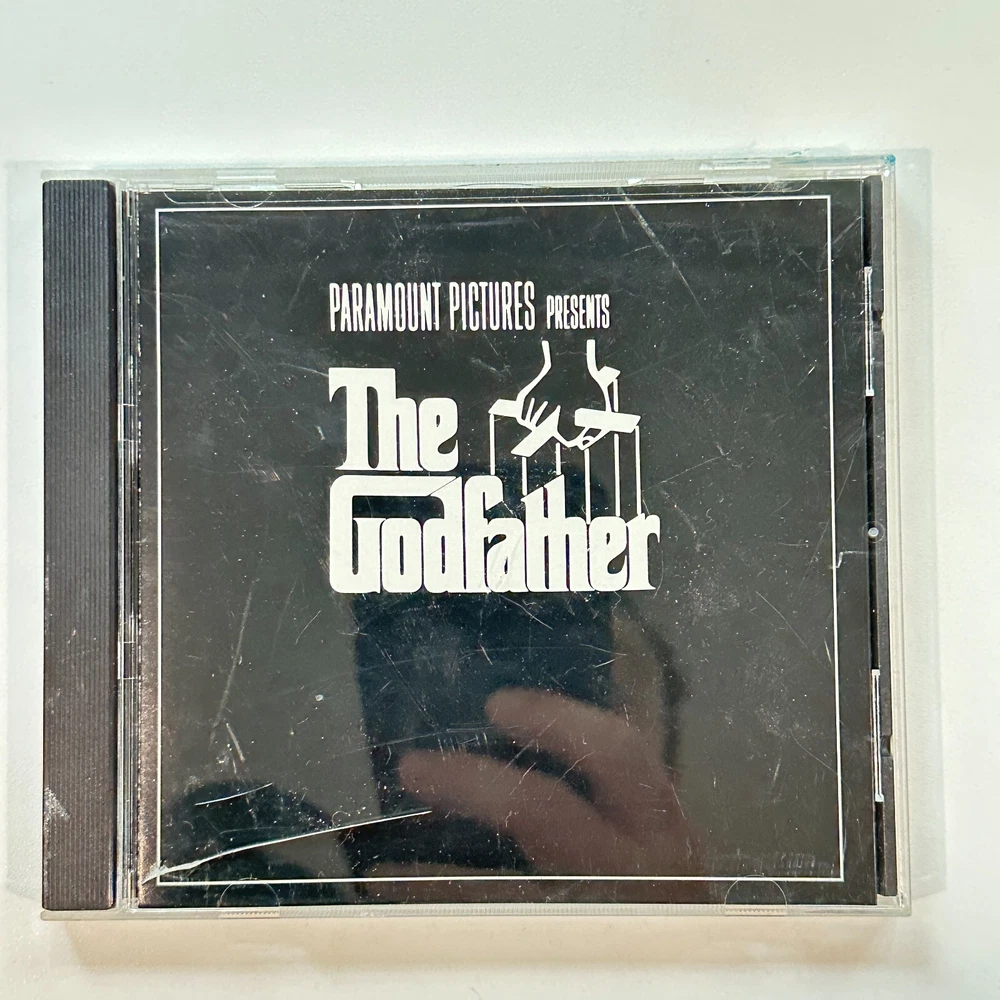 PARAMOUNT PICTURES PRESENTS
The
Godfather